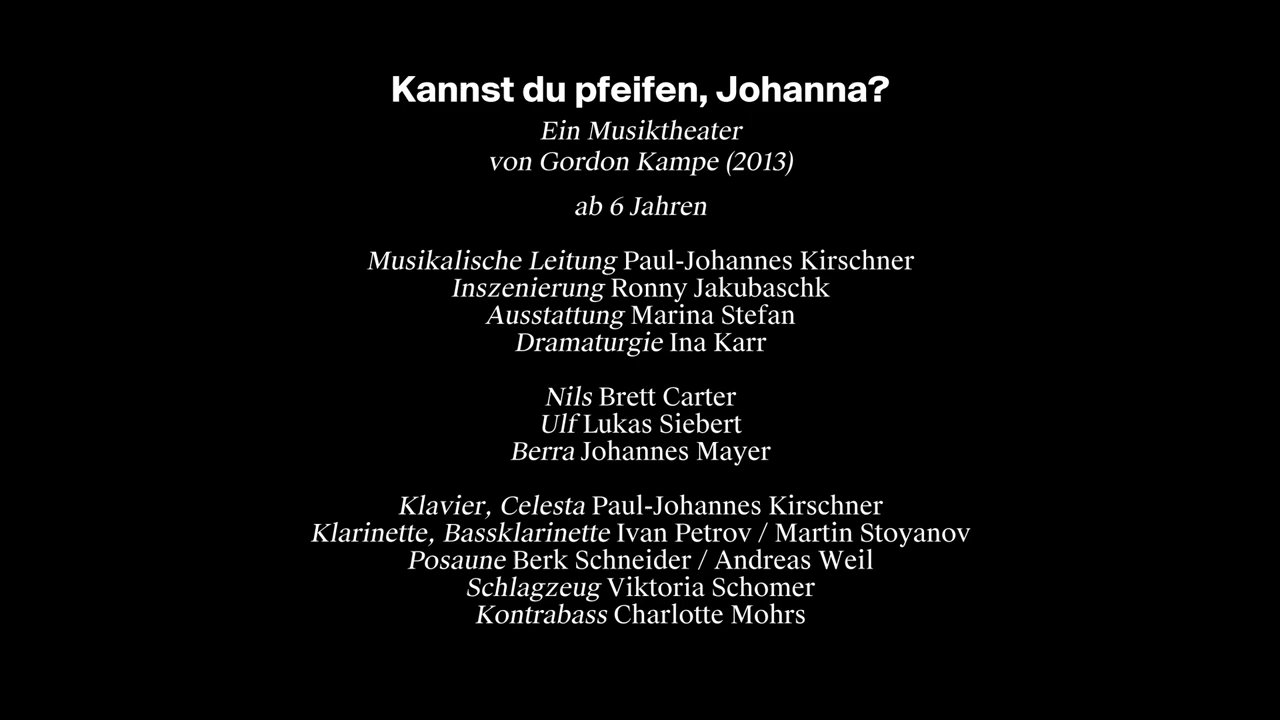 Kannst du pfeifen, Johanna?
Ein Musiktheater
von Gordon Kampe (2013)
ab 6 Jahren
Musikalische Leitung Paul-Johannes Kirschner
Inszenierung Ronny Jakubaschk
Ausstattung Marina Stefan
Dramaturgie Ina Karr
Nils Brett Carter
Ulf Lukas Siebert
Berra Johannes Mayer
Klavier, Celesta Paul-Johannes Kirschner
Klarinette, Bassklarinette Ivan Petrov / Martin Stoyanov
Posaune Berk Schneider / Andreas Weil
Schlagzeug Viktoria Schomer
Kontrabass Charlotte Mohrs